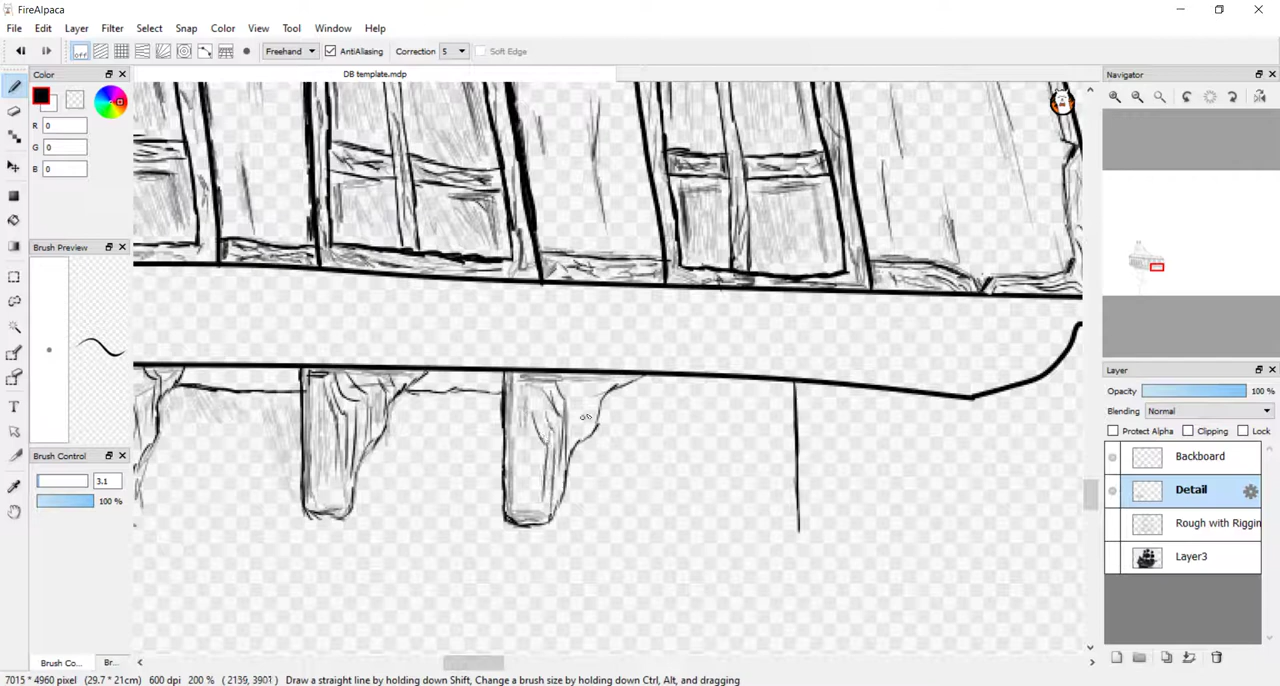 FireAlpaca
File Edit Layer Filter Select Snap Color View Tool Window Help
off Freehand AntiAliasing Correction 5 Soft Edge
Color
DB template.mdp
Navigator
R 0
G 0
B 0
Brush Preview
Layer
Opacity 100 %
Blending Normal
Protect Alpha Clipping Lock
Backboard
Brush Control
3.1
Detail
100 %
Rough with Riggin
Layer3
Brush Co... Br...
7015 * 4960 pixel (29.7 * 21cm) 600 dpi 200 % ( 2139, 3901 ) Draw a straight line by holding down Shift, Change a brush size by holding down Ctrl, Alt, and dragging